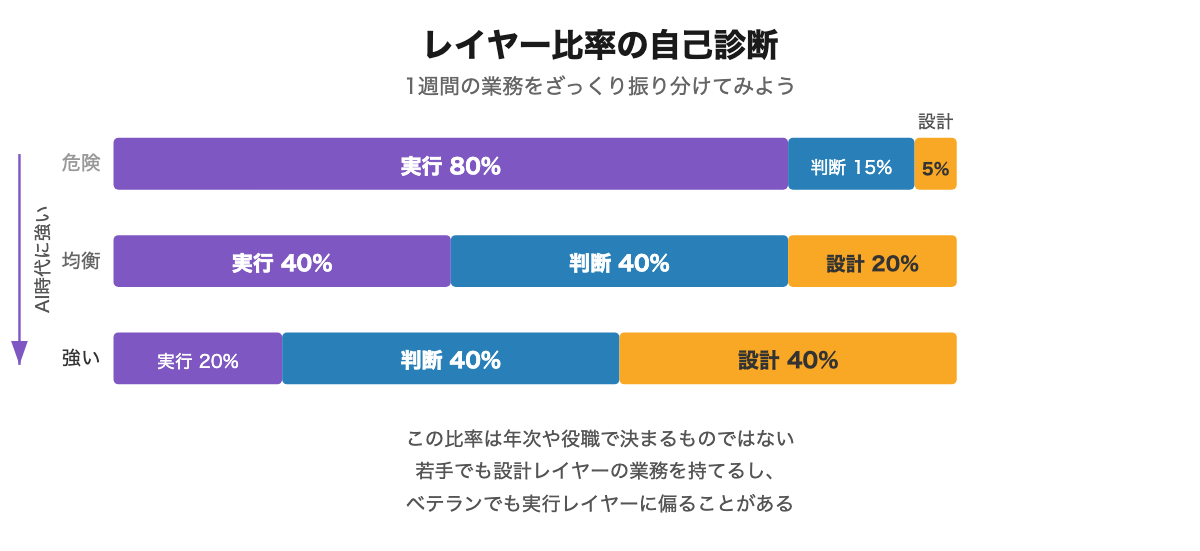 レイヤー比率の自己診断
1週間の業務をざっくり振り分けてみよう
設計
危険
実行 80%
判断 15%
5%
AI時代に強い
均衡
実行 40%
判断 40%
設計 20%
強い
実行 20%
判断 40%
設計 40%
この比率は年次や役職で決まるものではない
若手でも設計レイヤーの業務を持てるし、
ベテランでも実行レイヤーに偏ることがある